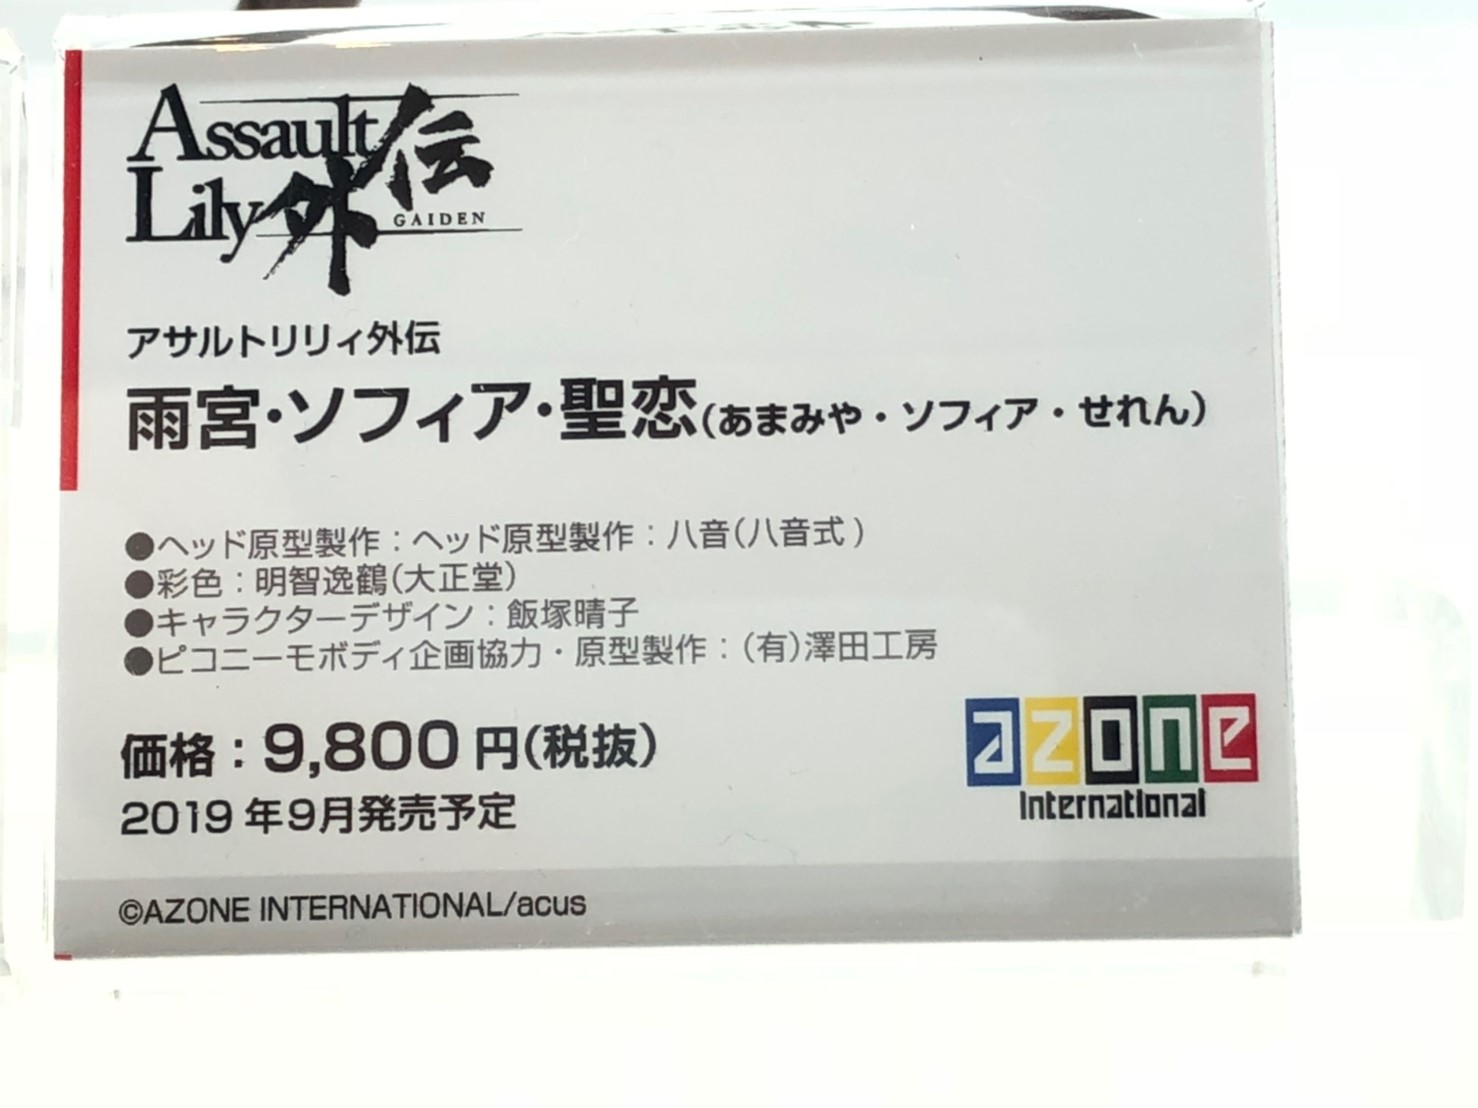 Assault
Lily外伝
GAIDEN
アサルトリリィ外伝
雨宮・ソフィア・聖恋(あまみや・ソフィア・せれん)
●ヘッド原型製作:ヘッド原型製作:八音(八音式)
●彩色:明智逸鶴(大正堂)
●キャラクターデザイン:飯塚晴子
●ピコニーモボディ企画協力・原型製作:(有)澤田工房
価格:9,800円(税抜)
2019年9月発売予定
azone
International
©AZONE INTERNATIONAL/acus